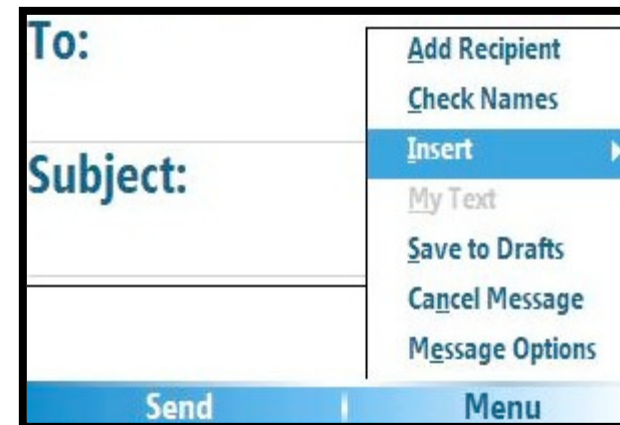 To:
Subject:
Add Recipient
Check Names
Insert
My Text
Save to Drafts
Cancel Message
Message Options
Send
Menu